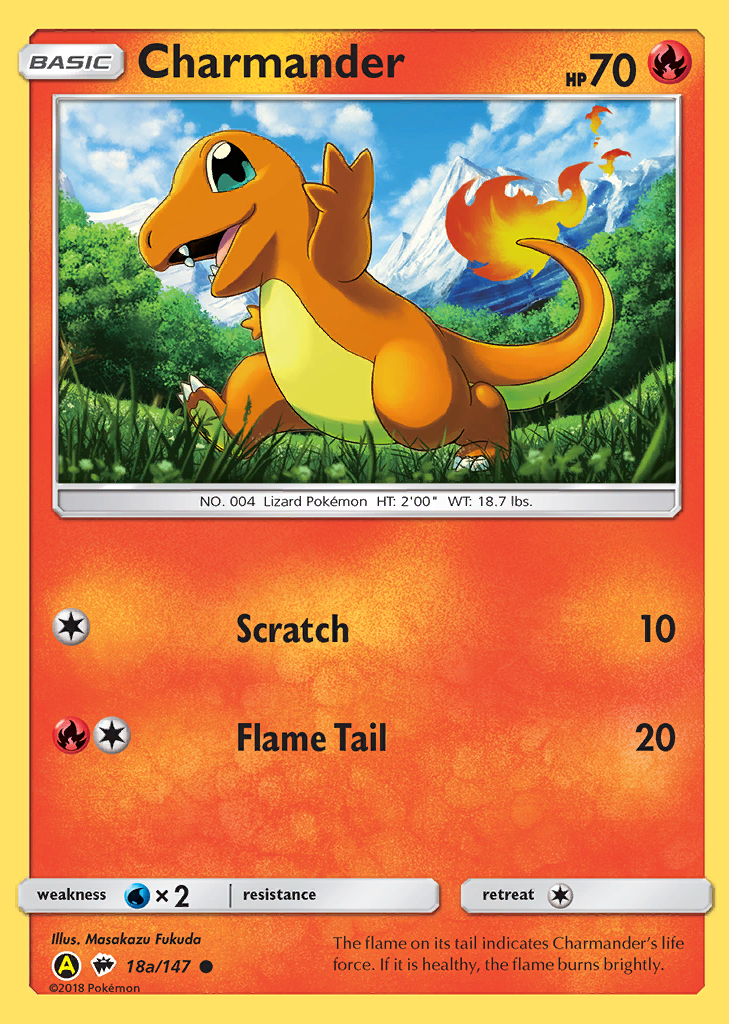 BASIC Charmander HP 70
NO. 004 Lizard Pokémon HT: 2'00" WT: 18.7 lbs.
Scratch 10
Flame Tail 20
weakness × 2 resistance retreat
Illus. Masakazu Fukuda
A 18a/147
©2018 Pokémon
The flame on its tail indicates Charmander's life
force. If it is healthy, the flame burns brightly.